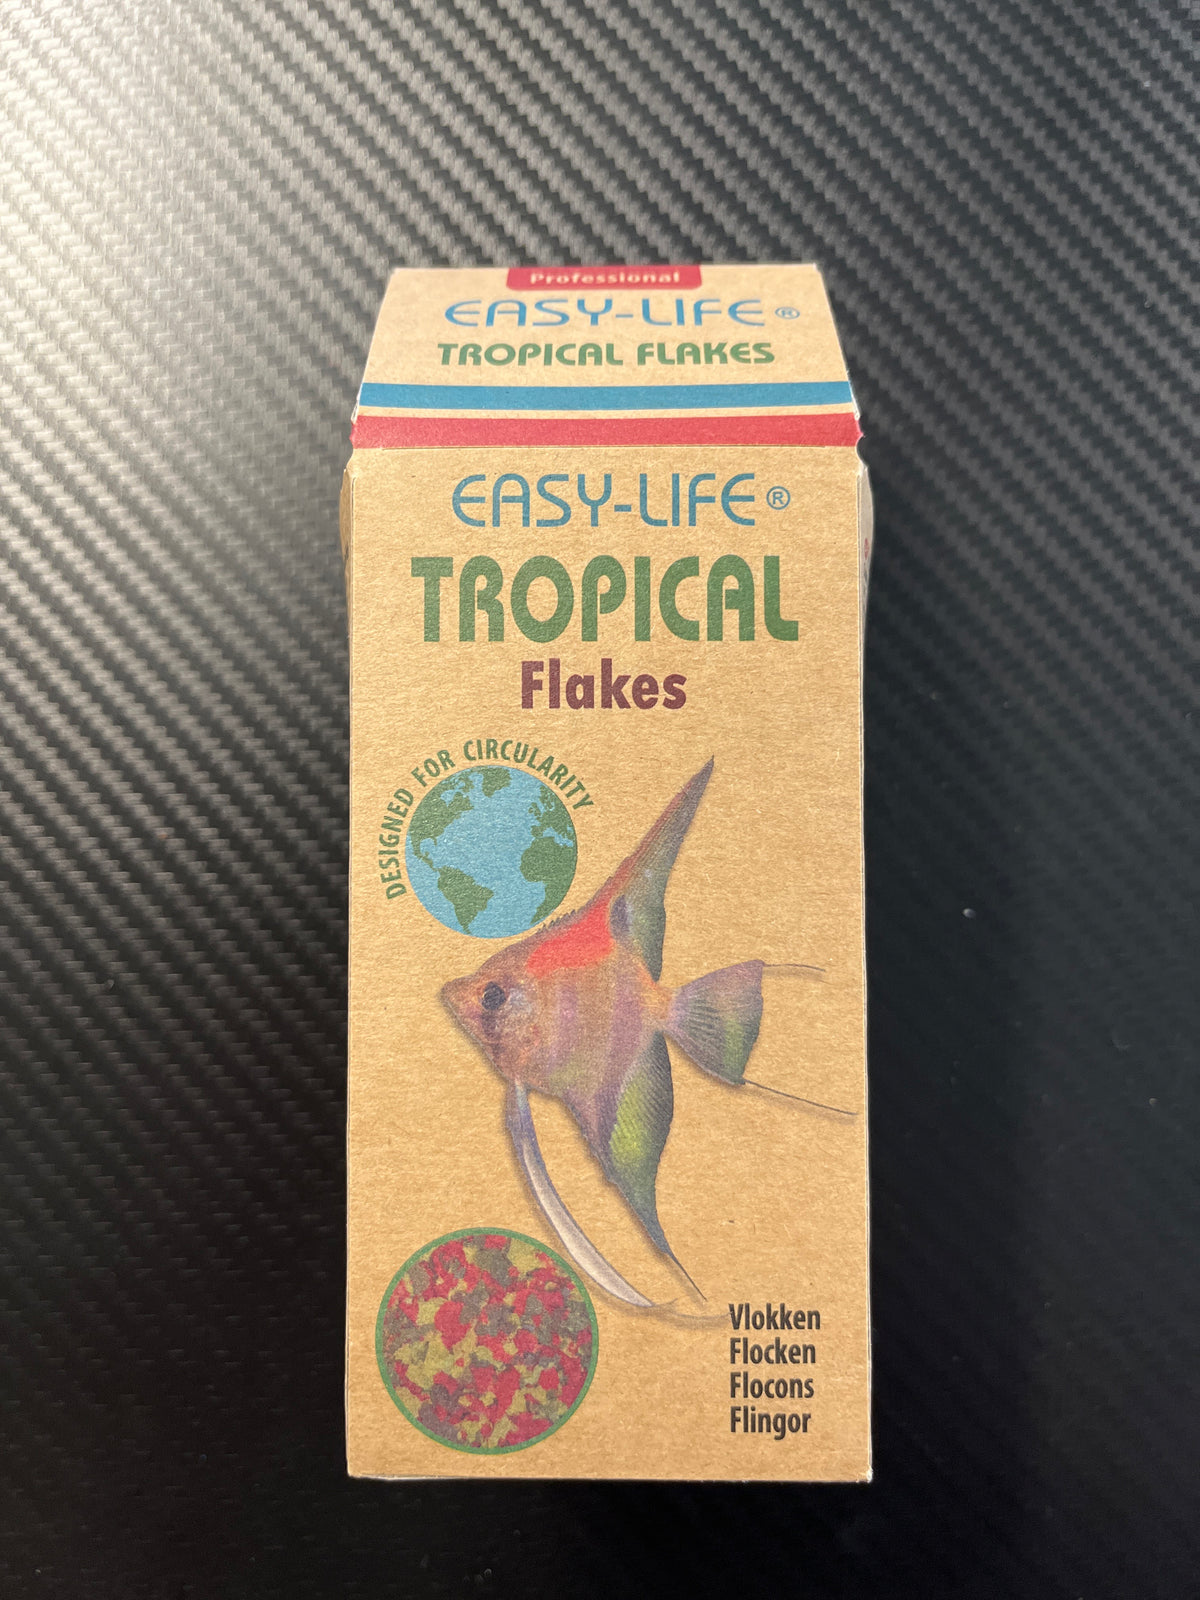 Professional
EASY-LIFE®
TROPICAL FLAKES
EASY-LIFE®
TROPICAL
Flakes
DESIGNED FOR CIRCULARITY
Vlokken
Flocken
Flocons
Flingor